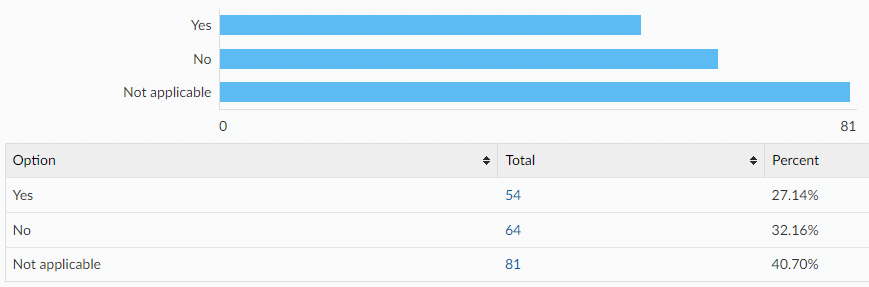 Yes
No
Not applicable
0 81
Option Total Percent
Yes 54 27.14%
No 64 32.16%
Not applicable 81 40.70%